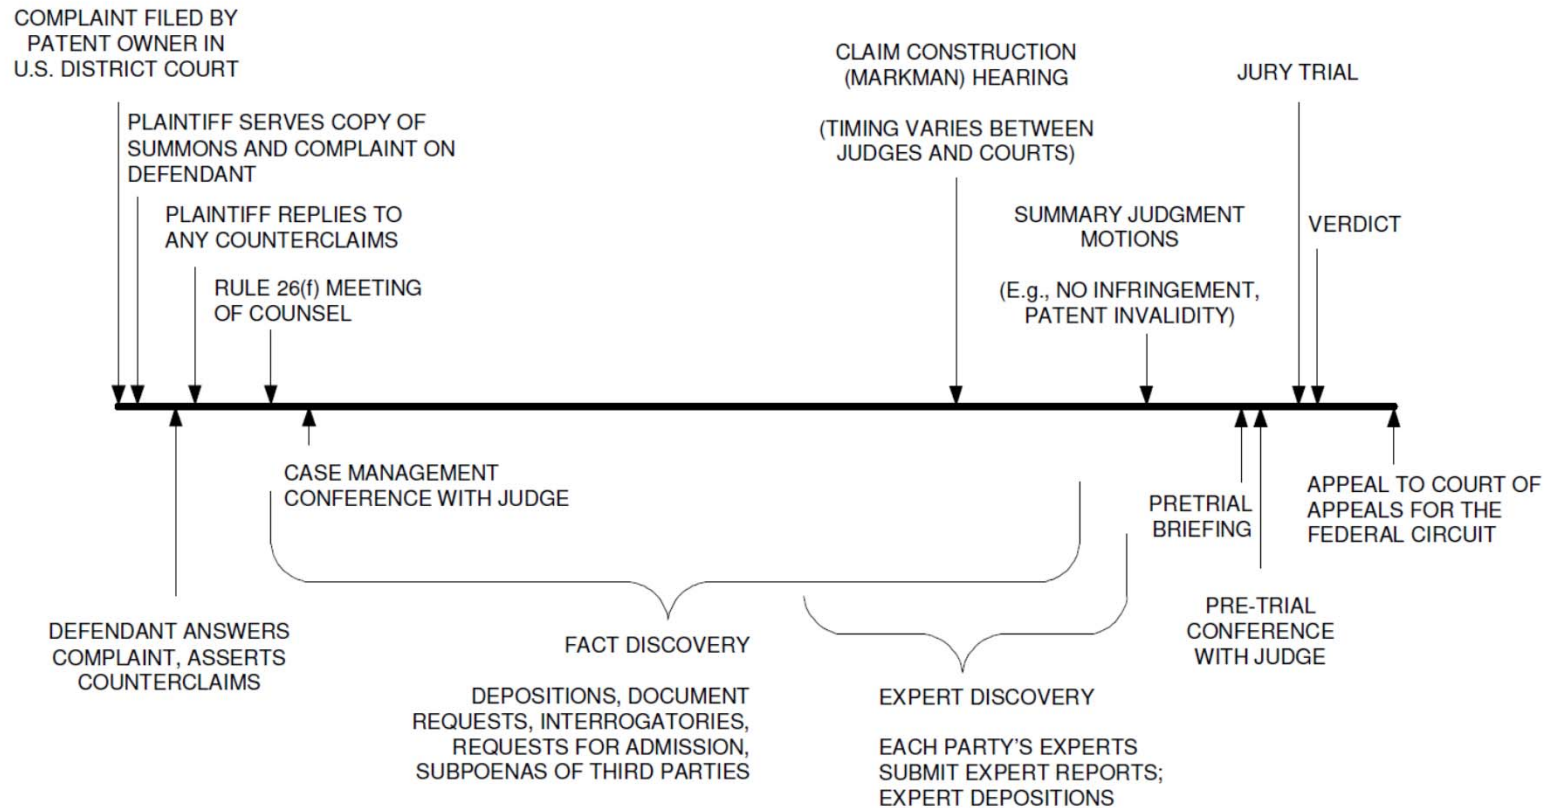 COMPLAINT FILED BY
PATENT OWNER IN
U.S. DISTRICT COURT
PLAINTIFF SERVES COPY OF
SUMMONS AND COMPLAINT ON
DEFENDANT
PLAINTIFF REPLIES TO
ANY COUNTERCLAIMS
RULE 26(f) MEETING
OF COUNSEL
CLAIM CONSTRUCTION
(MARKMAN) HEARING
(TIMING VARIES BETWEEN
JUDGES AND COURTS)
SUMMARY JUDGMENT
MOTIONS
(E.g., NO INFRINGEMENT,
PATENT INVALIDITY)
JURY TRIAL
VERDICT
DEFENDANT ANSWERS
COMPLAINT, ASSERTS
COUNTERCLAIMS
CASE MANAGEMENT
CONFERENCE WITH JUDGE
FACT DISCOVERY
DEPOSITIONS, DOCUMENT
REQUESTS, INTERROGATORIES,
REQUESTS FOR ADMISSION,
SUBPOENAS OF THIRD PARTIES
EXPERT DISCOVERY
EACH PARTY'S EXPERTS
SUBMIT EXPERT REPORTS;
EXPERT DEPOSITIONS
PRETRIAL
BRIEFING
PRE-TRIAL
CONFERENCE
WITH JUDGE
APPEAL TO COURT OF
APPEALS FOR THE
FEDERAL CIRCUIT